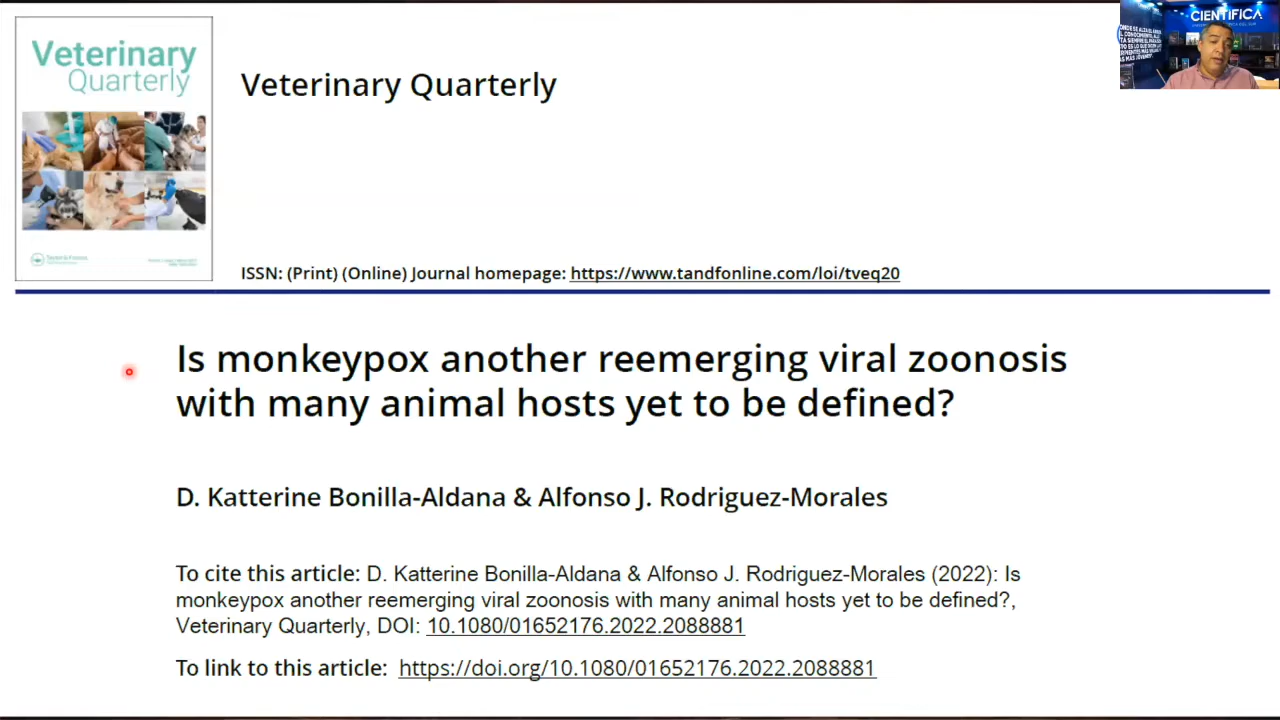 Veterinary
Quarterly
Veterinary Quarterly
CIENTÍFICA
ISSN: (Print) (Online) Journal homepage: https://www.tandfonline.com/loi/tveq20
Is monkeypox another reemerging viral zoonosis
with many animal hosts yet to be defined?
D. Katterine Bonilla-Aldana & Alfonso J. Rodriguez-Morales
To cite this article: D. Katterine Bonilla-Aldana & Alfonso J. Rodriguez-Morales (2022): Is
monkeypox another reemerging viral zoonosis with many animal hosts yet to be defined?,
Veterinary Quarterly, DOI: 10.1080/01652176.2022.2088881
To link to this article: https://doi.org/10.1080/01652176.2022.2088881